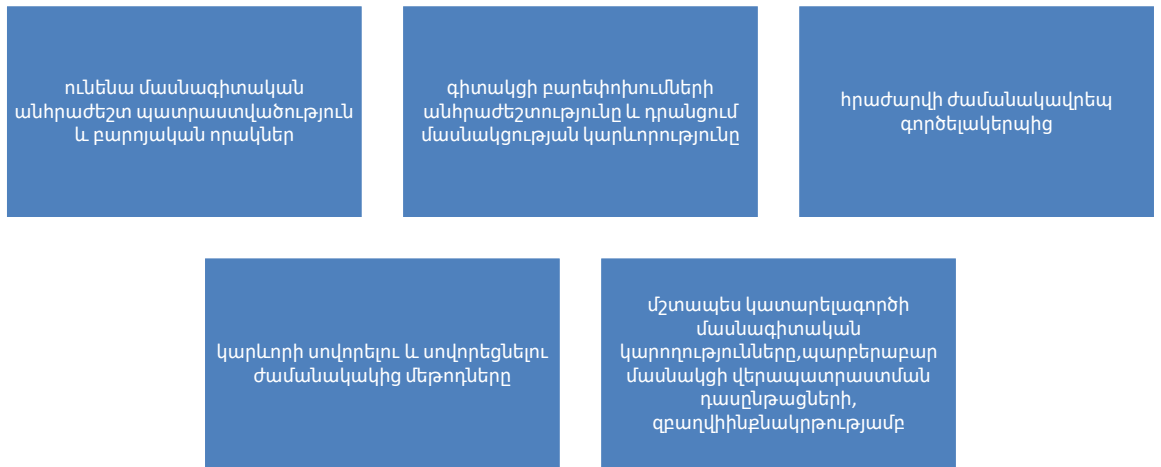 ունենա մասնագիտական
անհրաժեշտ պատրաստվածություն
և բարոյական որակներ
գիտակցի բարեփոխումների
անհրաժեշտությունը և դրանցում
մասնակցության կարևորությունը
հրաժարվի ժամանակավրեպ
գործելակերպից
կարևորի սովորելու և սովորեցնելու
ժամանակակից մեթոդները
մշտապես կատարելագործի
մասնագիտական
կարողությունները,պարբերաբար
մասնակցի վերապատրաստման
դասընթացների,
զբաղվիինքնակրթությամբ